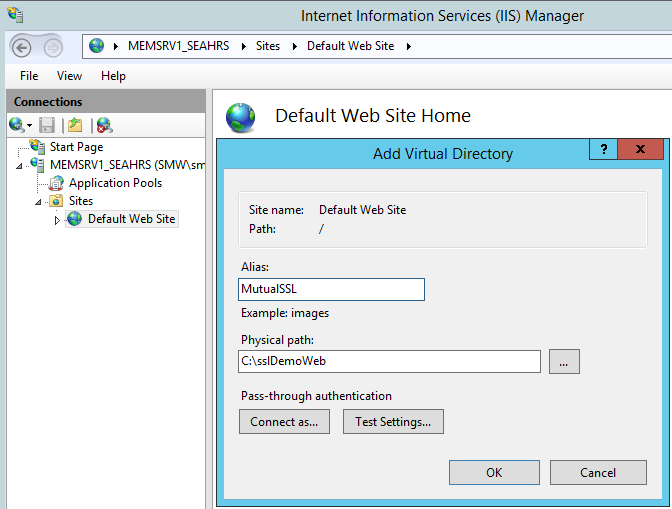 Internet Information Services (IIS) Manager
MEMSRV1_SEAHRS Sites Default Web Site
File View Help
Connections
Start Page
MEMSRV1_SEAHRS (SMW\sm
Application Pools
Sites
Default Web Site
Default Web Site Home
Add Virtual Directory
? X
Site name: Default Web Site
Path: /
Alias:
MutualSSL
Example: images
Physical path:
C:\sslDemoWeb
...
Pass-through authentication
Connect as... Test Settings...
OK Cancel